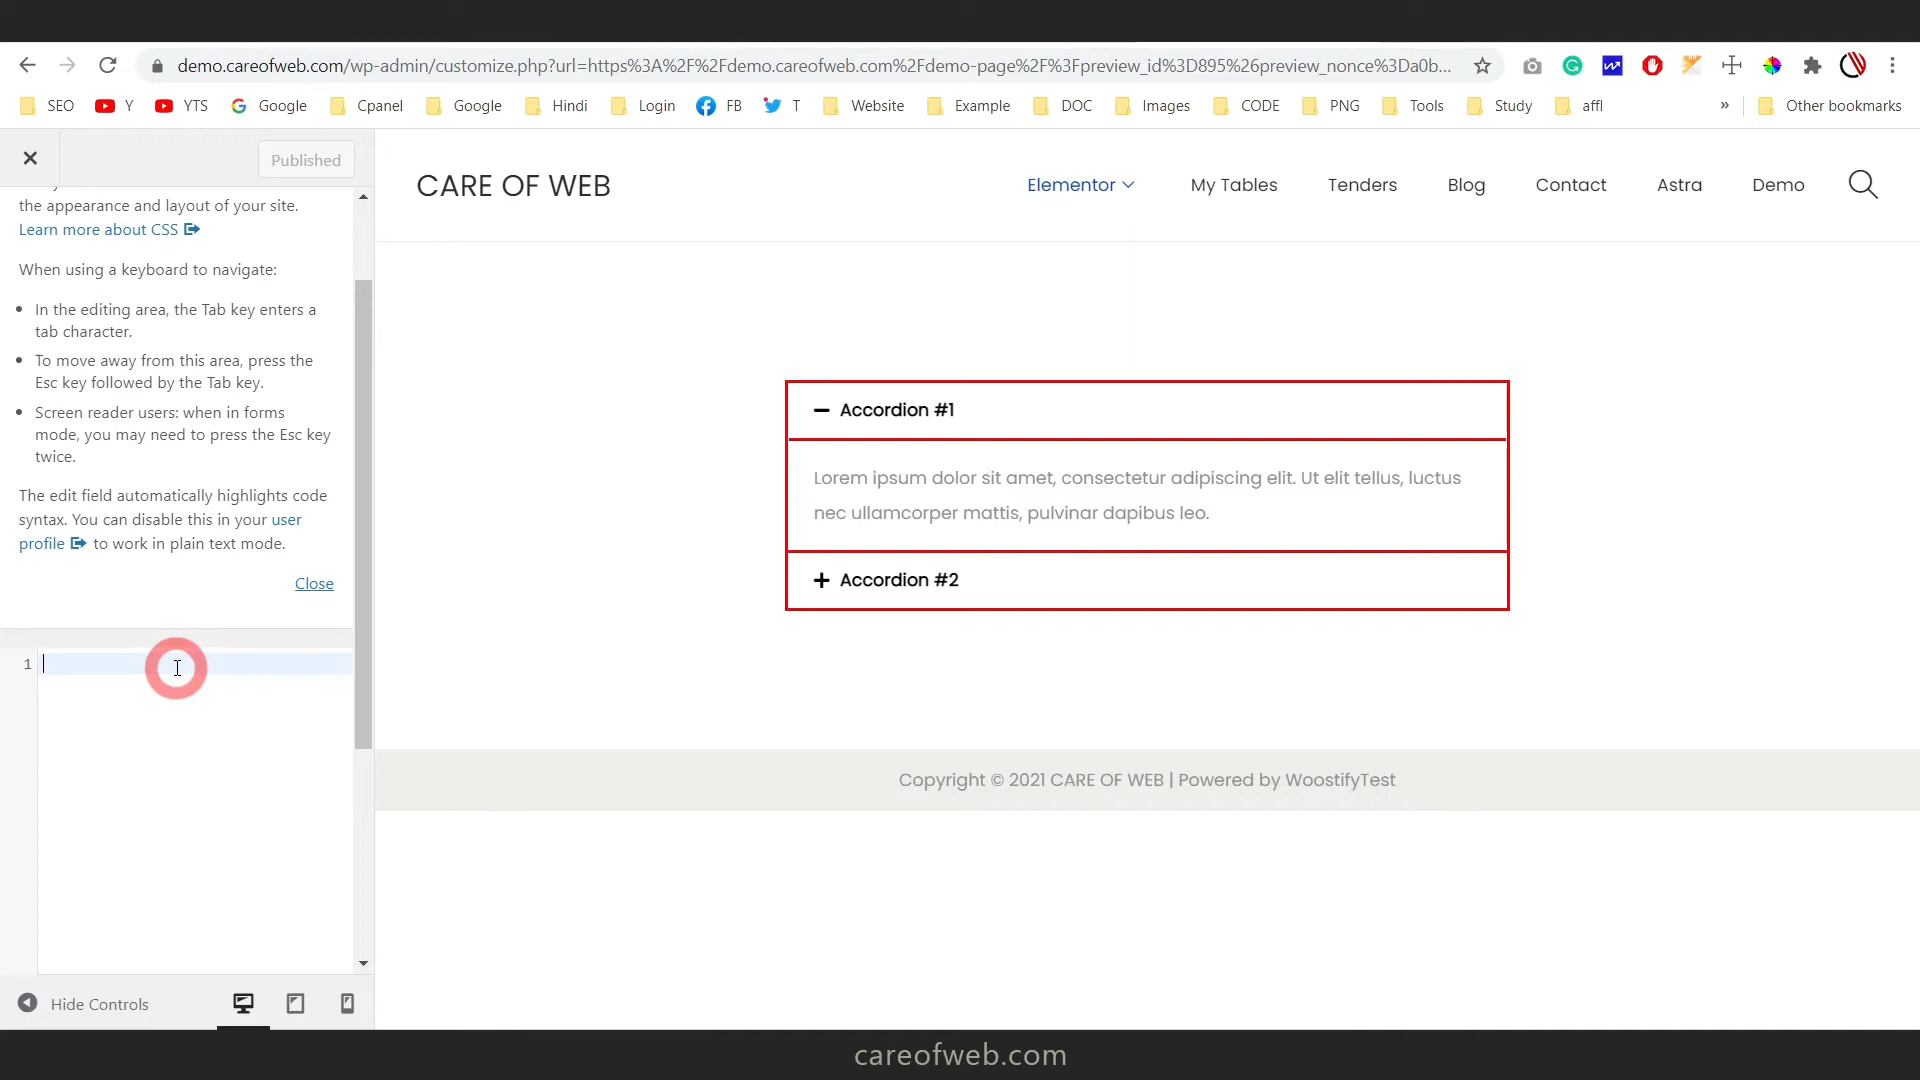 demo.careofweb.com/wp-admin/customize.php?url=https%3A%2F%2Fdemo.careofweb.com%2Fdemo-page%2F%3Fpreview_id%3D895%26preview_nonce%3Da0b...
SEO Y YTS Google Cpanel Google Hindi Login FB T Website Example DOC Images CODE PNG Tools Study affl » Other bookmarks
Published
the appearance and layout of your site.
Learn more about CSS
When using a keyboard to navigate:
• In the editing area, the Tab key enters a
tab character.
• To move away from this area, press the
Esc key followed by the Tab key.
• Screen reader users: when in forms
mode, you may need to press the Esc key
twice.
The edit field automatically highlights code
syntax. You can disable this in your user
profile to work in plain text mode.
Close
1
Hide Controls
CARE OF WEB Elementor My Tables Tenders Blog Contact Astra Demo
Accordion #1
Lorem ipsum dolor sit amet, consectetur adipiscing elit. Ut elit tellus, luctus
nec ullamcorper mattis, pulvinar dapibus leo.
Accordion #2
Copyright © 2021 CARE OF WEB | Powered by WoostifyTest
careofweb.com